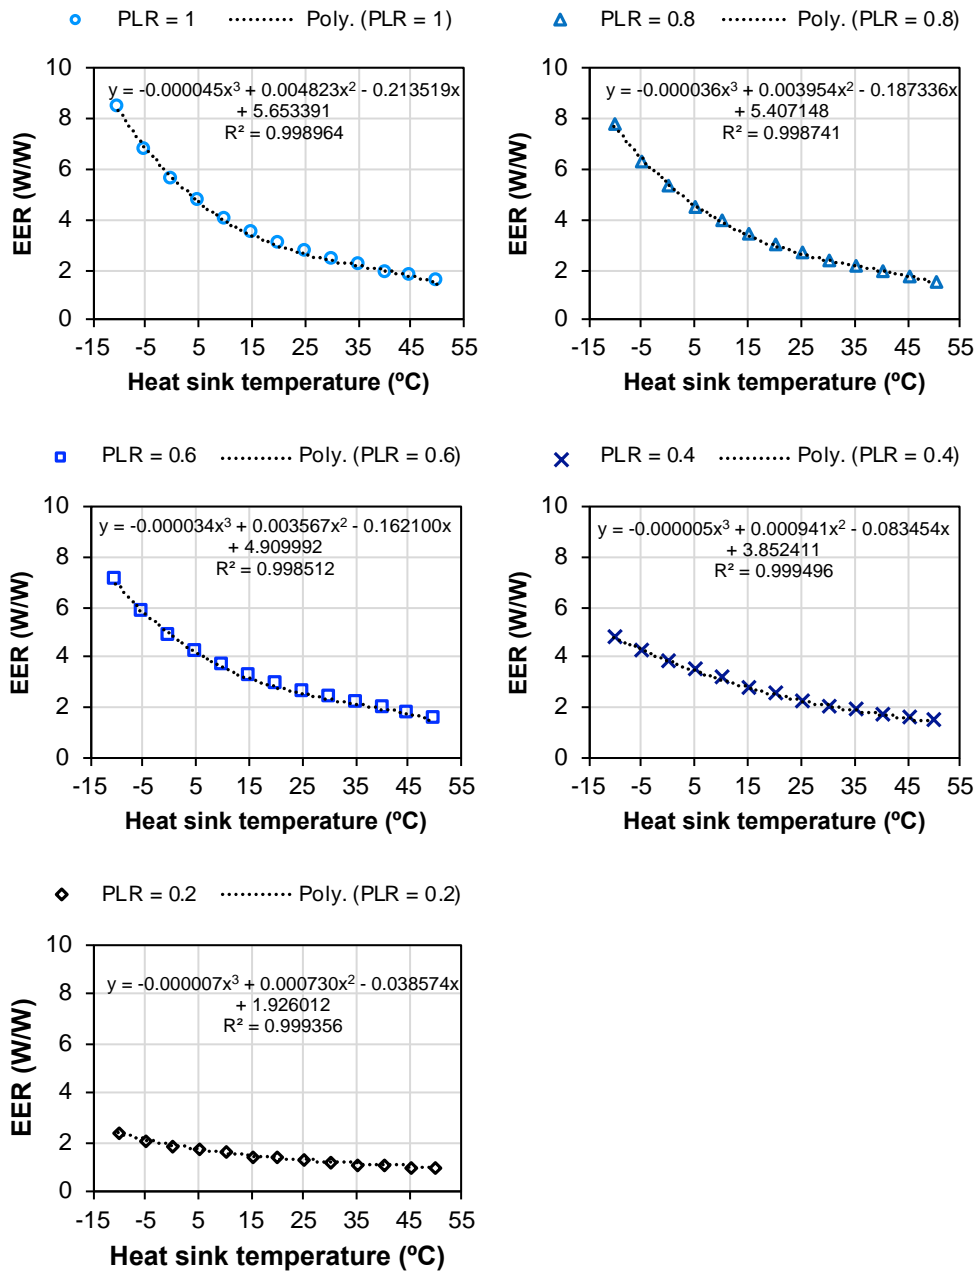 PLR = 1 Poly. (PLR = 1)
10
8
6
4
2
0
y = -0.000045x³ + 0.004823x² - 0.213519x
+ 5.653391
R² = 0.998964
EER (W/W)
-15 -5 5 15 25 35 45 55
Heat sink temperature (ºC)
PLR = 0.8 Poly. (PLR = 0.8)
10
8
6
4
2
0
y = -0.000036x³ + 0.003954x² - 0.187336x
+ 5.407148
R² = 0.998741
EER (W/W)
-15 -5 5 15 25 35 45 55
Heat sink temperature (ºC)
PLR = 0.6 Poly. (PLR = 0.6)
10
8
6
4
2
0
y = -0.000034x³ + 0.003567x² - 0.162100x
+ 4.909992
R² = 0.998512
EER (W/W)
-15 -5 5 15 25 35 45 55
Heat sink temperature (ºC)
PLR = 0.4 Poly. (PLR = 0.4)
10
8
6
4
2
0
y = -0.000005x³ + 0.000941x² - 0.083454x
+ 3.852411
R² = 0.999496
EER (W/W)
-15 -5 5 15 25 35 45 55
Heat sink temperature (ºC)
PLR = 0.2 Poly. (PLR = 0.2)
10
8
6
4
2
0
y = -0.000007x³ + 0.000730x² - 0.038574x
+ 1.926012
R² = 0.999356
EER (W/W)
-15 -5 5 15 25 35 45 55
Heat sink temperature (ºC)